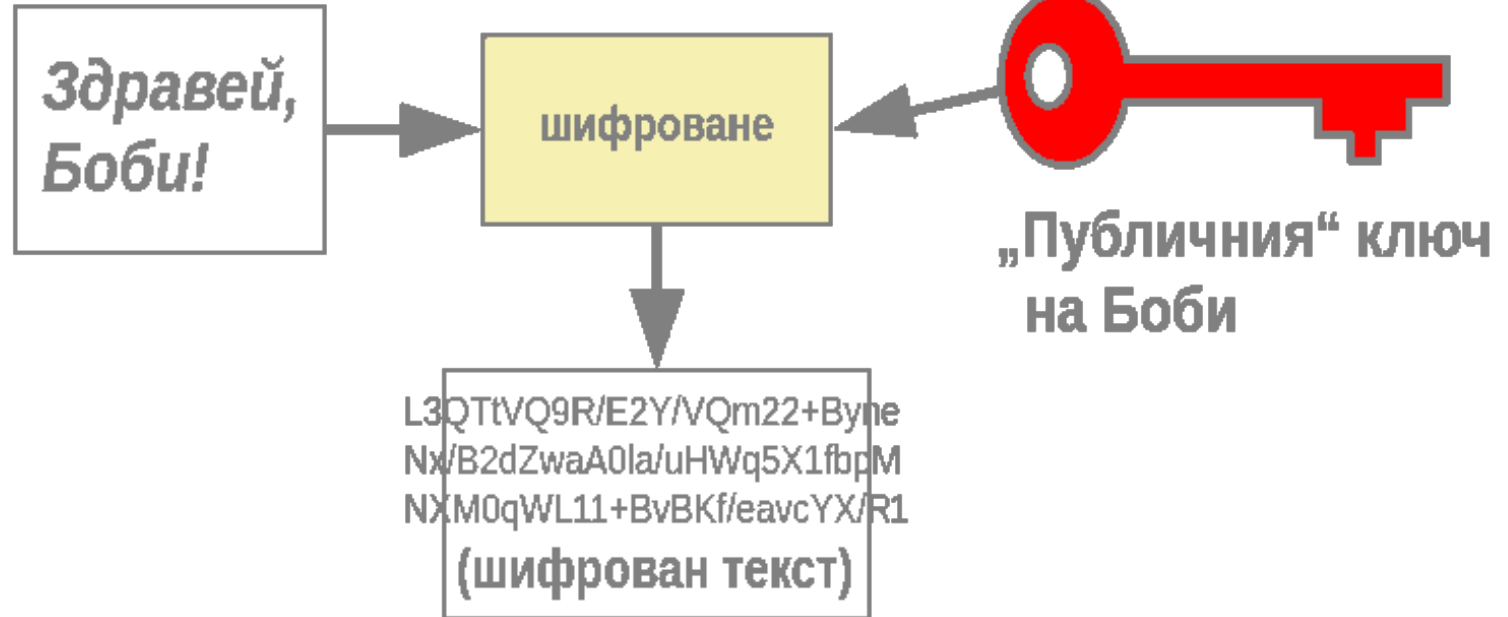 Здравей,
Боби!
шифроване
„Публичния“ ключ
на Боби
L3QTtVQ9R/E2Y/VQm22+Byne
Nx/B2dZwaA0la/uHWq5X1fbpM
NXM0qWL11+BvBKf/eavcYX/R1
(шифрован текст)